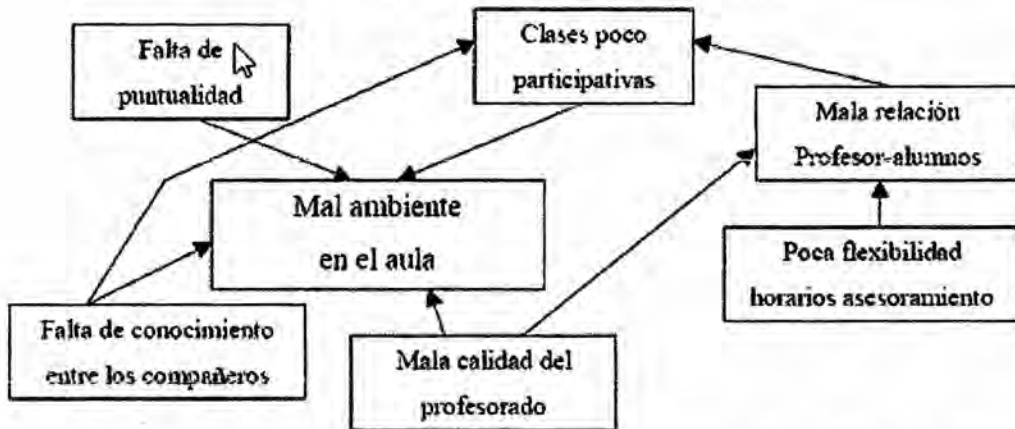 Falta de
puntualidad
Clases poco
participativas
Mala relación
Profesor-alumnos
Mal ambiente
en el aula
Poca flexibilidad
horarios asesoramiento
Falta de conocimiento
entre los compañeros
Mala calidad del
profesorado